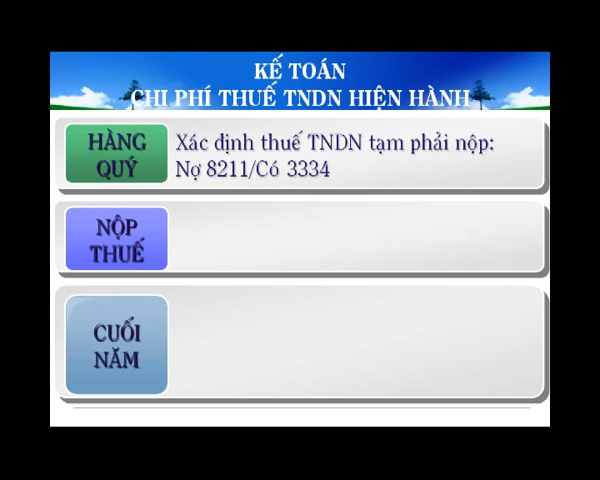 KẾ TOÁN
CHI PHÍ THUẾ TNDN HIỆN HÀNH
HÀNG
QUÝ
Xác định thuế TNDN tạm phải nộp:
Nợ 8211/Có 3334
NỘP
THUẾ
CUỐI
NĂM